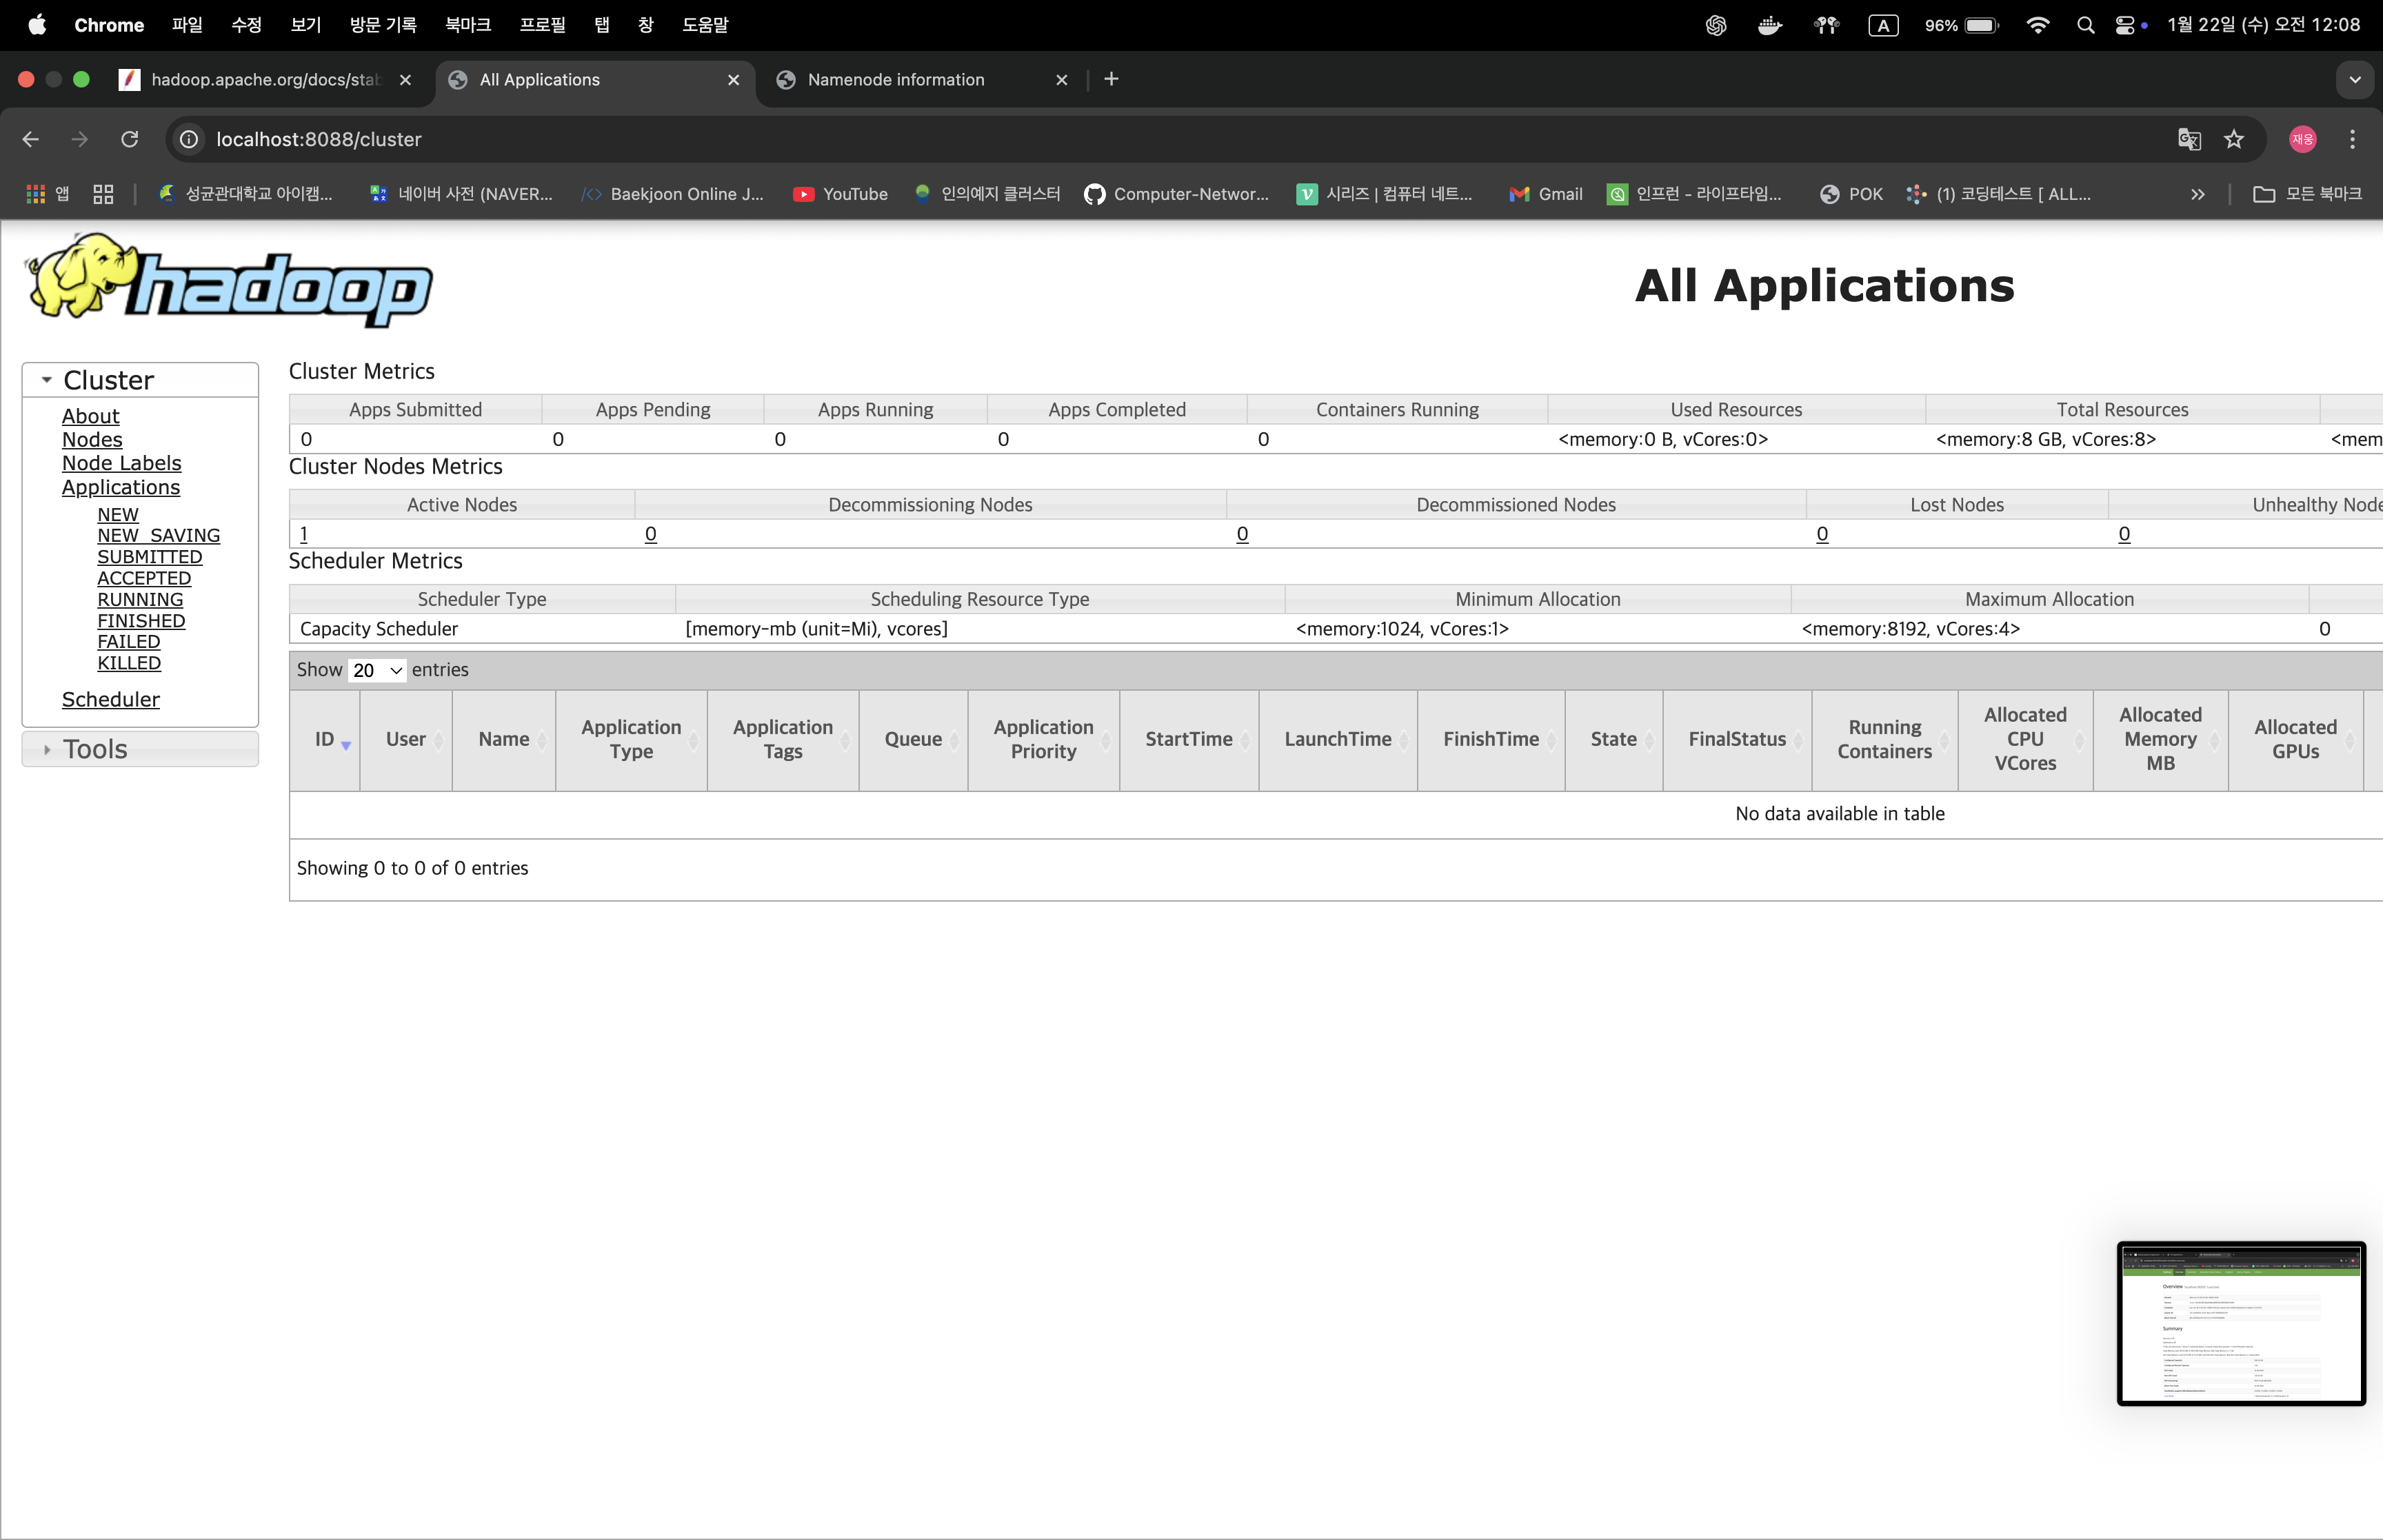 Chrome 파일 수정 보기 방문 기록 북마크 프로필 탭 창 도움말 A 96% 1월 22일 (수) 오전 12:08
hadoop.apache.org/docs/stab All Applications Namenode information
localhost:8088/cluster 재웅
앱 성균관대학교 아이캠... 네이버 사전 (NAVER... Baekjoon Online J... YouTube 인의예지 클러스터 Computer-Networ... 시리즈 | 컴퓨터 네트... Gmail 인프런 - 라이프타임... POK (1) 코딩테스트 [ ALL... 모든 북마크
hadoop
All Applications
Cluster
About
Nodes
Node Labels
Applications
NEW
NEW_SAVING
SUBMITTED
ACCEPTED
RUNNING
FINISHED
FAILED
KILLED
Scheduler
Tools
Cluster Metrics
Apps Submitted Apps Pending Apps Running Apps Completed Containers Running Used Resources Total Resources
0 0 0 0 0 <memory:0 B, vCores:0> <memory:8 GB, vCores:8> <mem
Cluster Nodes Metrics
Active Nodes Decommissioning Nodes Decommissioned Nodes Lost Nodes Unhealthy Node
1 0 0 0 0
Scheduler Metrics
Scheduler Type Scheduling Resource Type Minimum Allocation Maximum Allocation
Capacity Scheduler [memory-mb (unit=Mi), vcores] <memory:1024, vCores:1> <memory:8192, vCores:4> 0
Show 20 entries
ID User Name Application Type Application Tags Queue Application Priority StartTime LaunchTime FinishTime State FinalStatus Running Containers Allocated CPU VCores Allocated Memory MB Allocated GPUs
No data available in table
Showing 0 to 0 of 0 entries
Overview
Summary